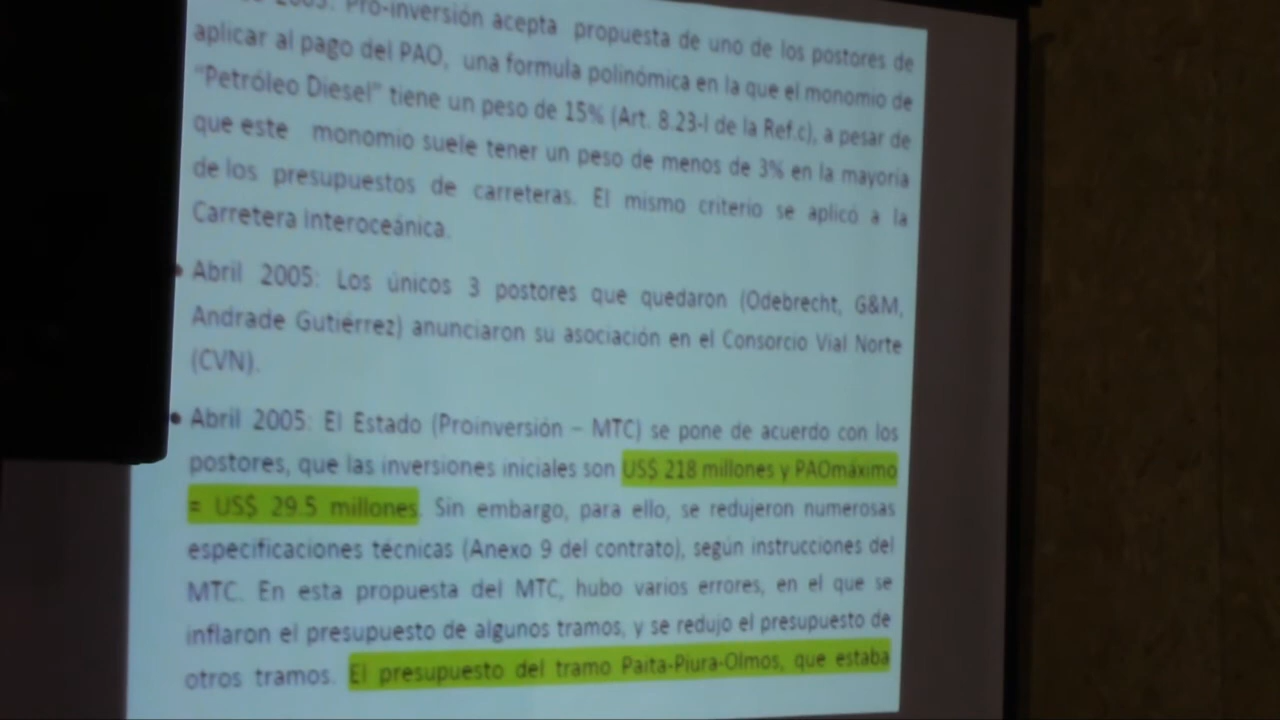 2005: Pro-inversión acepta propuesta de uno de los postores de
aplicar al pago del PAO, una formula polinómica en la que el monomio de
"Petróleo Diesel" tiene un peso de 15% (Art. 8.23-l de la Ref.c), a pesar de
que este monomio suele tener un peso de menos de 3% en la mayoría
de los presupuestos de carreteras. El mismo criterio se aplicó a la
Carretera Interoceánica.
• Abril 2005: Los únicos 3 postores que quedaron (Odebrecht, G&M,
Andrade Gutiérrez) anunciaron su asociación en el Consorcio Vial Norte
(CVN).
• Abril 2005: El Estado (Proinversión – MTC) se pone de acuerdo con los
postores, que las inversiones iniciales son US$ 218 millones y PAOmáximo
= US$ 29.5 millones. Sin embargo, para ello, se redujeron numerosas
especificaciones técnicas (Anexo 9 del contrato), según instrucciones del
MTC. En esta propuesta del MTC, hubo varios errores, en el que se
inflaron el presupuesto de algunos tramos, y se redujo el presupuesto de
otros tramos. El presupuesto del tramo Paita-Piura-Olmos, que estaba